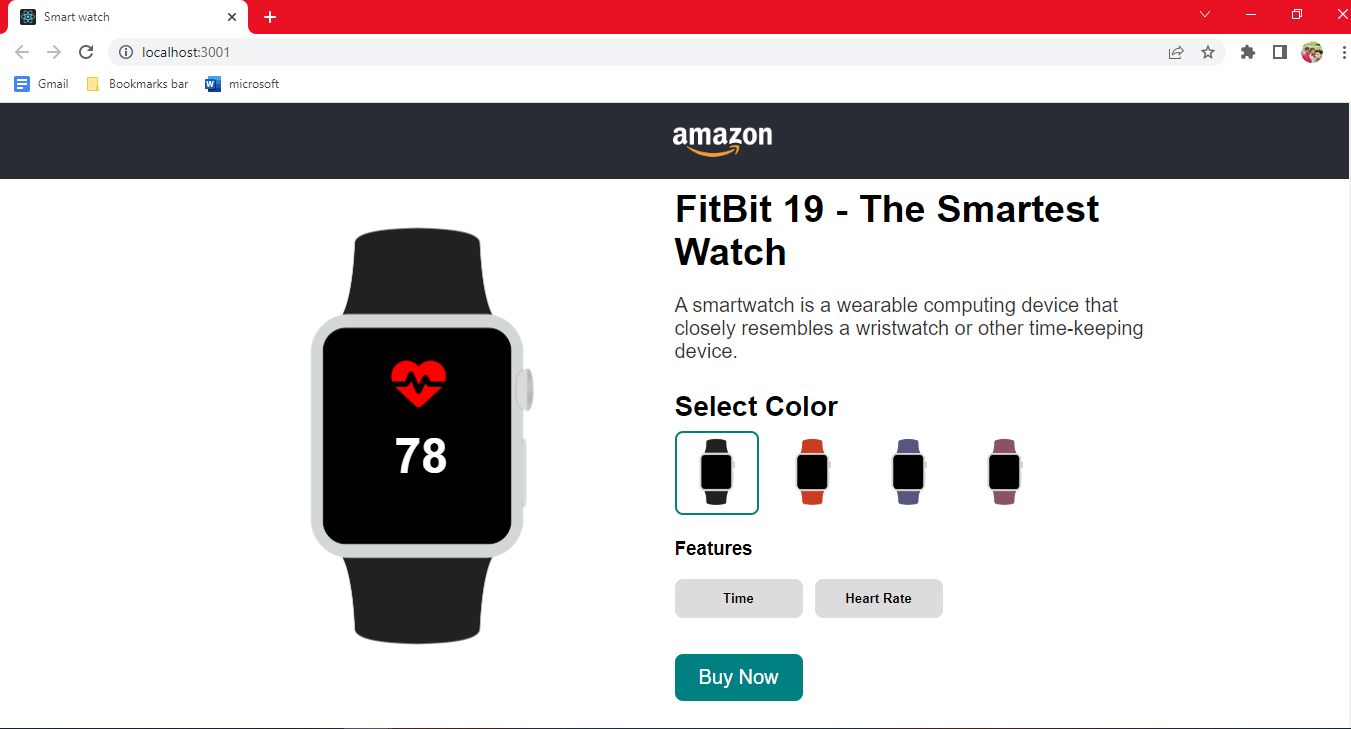 Smart watch
localhost:3001
Gmail
Bookmarks bar
microsoft
amazon
FitBit 19 - The Smartest
Watch
A smartwatch is a wearable computing device that
closely resembles a wristwatch or other time-keeping
device.
78
Select Color
Features
Time Heart Rate
Buy Now